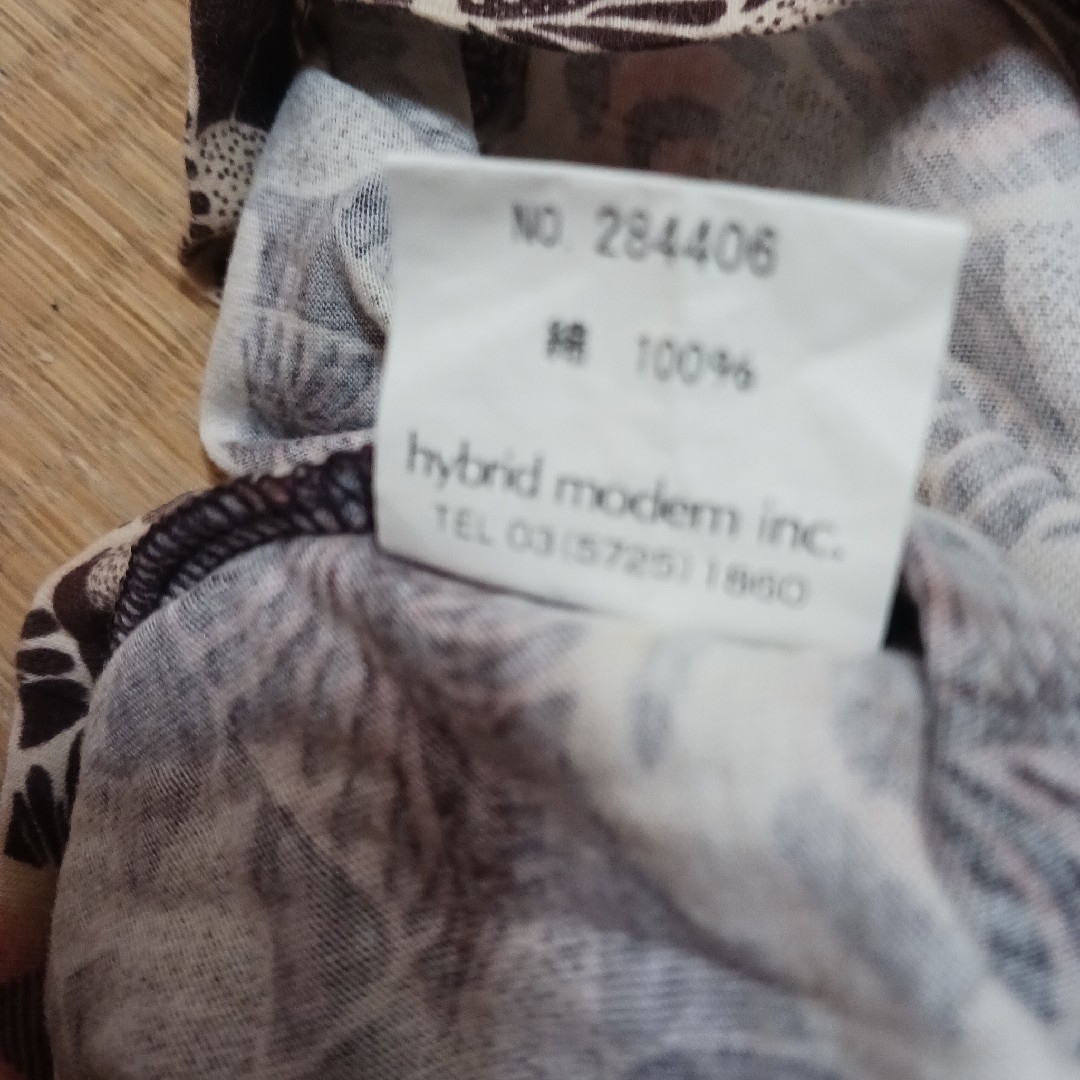 NO. 284406
綿 100%
hybrid modern inc.
TEL 03(5725)1860